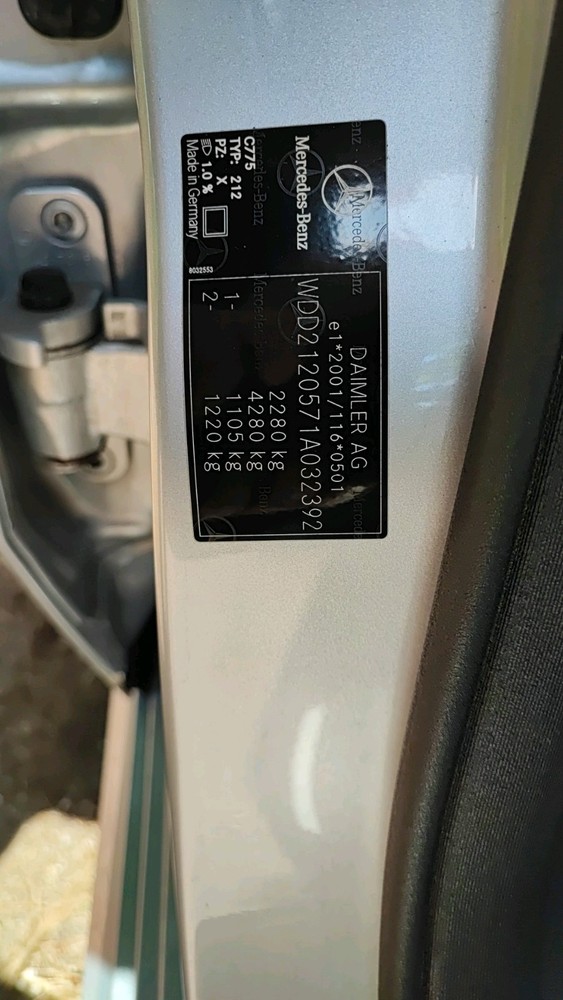 Mercedes-Benz
C775
TYP: 212
PZ: X
1.0 %
Made in Germany
8032553
DAIMLER AG
e1*2001/116*0501
WDD2120571A032392
2280 kg
4280 kg
1- 1105 kg
2- 1220 kg